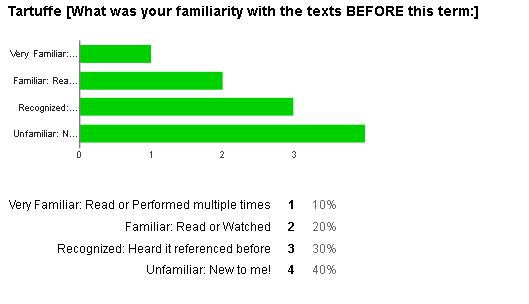 Tartuffe [What was your familiarity with the texts BEFORE this term:]
Very Familiar:...
Familiar: Rea...
Recognized:...
Unfamiliar: N...
0 1 2 3
Very Familiar: Read or Performed multiple times 1 10%
Familiar: Read or Watched 2 20%
Recognized: Heard it referenced before 3 30%
Unfamiliar: New to me! 4 40%